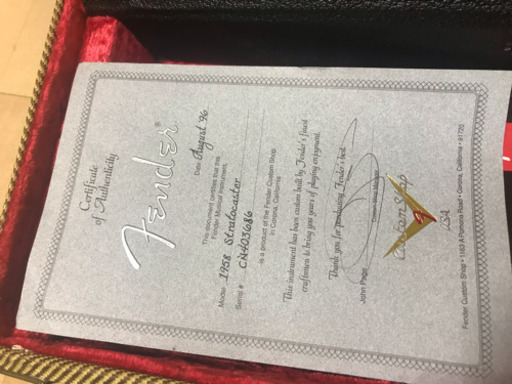 Certificate
of Authenticity
Fender®
Date August '96
This document certifies that this
Fender Musical Instrument,
Model 1958 Stratocaster
Serial # CN403686
is a product of the Fender Custom Shop
in Corona, California.
This instrument has been custom built by Fender's finest
craftsmen to bring you years of playing enjoyment.
Thank you for purchasing Fender's best.
John Page
Custom Shop
USA
Fender Custom Shop • 1163 A Pomona Road • Corona, California • 91720